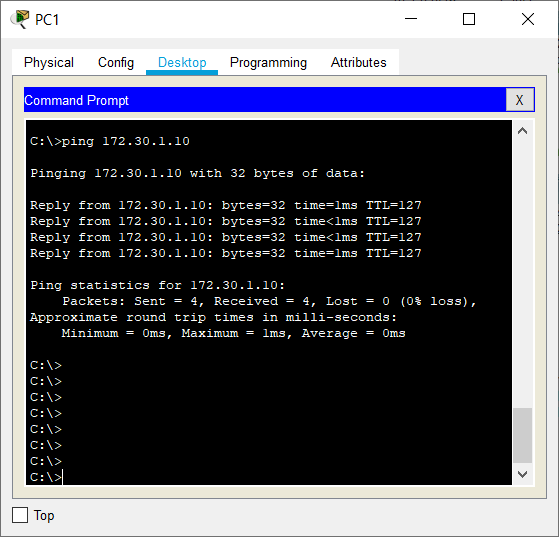 PC1
Physical Config Desktop Programming Attributes
Command Prompt X
C:\>ping 172.30.1.10
Pinging 172.30.1.10 with 32 bytes of data:
Reply from 172.30.1.10: bytes=32 time=1ms TTL=127
Reply from 172.30.1.10: bytes=32 time<1ms TTL=127
Reply from 172.30.1.10: bytes=32 time<1ms TTL=127
Reply from 172.30.1.10: bytes=32 time=1ms TTL=127
Ping statistics for 172.30.1.10:
Packets: Sent = 4, Received = 4, Lost = 0 (0% loss),
Approximate round trip times in milli-seconds:
Minimum = 0ms, Maximum = 1ms, Average = 0ms
C:\>
C:\>
C:\>
C:\>
C:\>
C:\>
C:\>
C:\>
Top